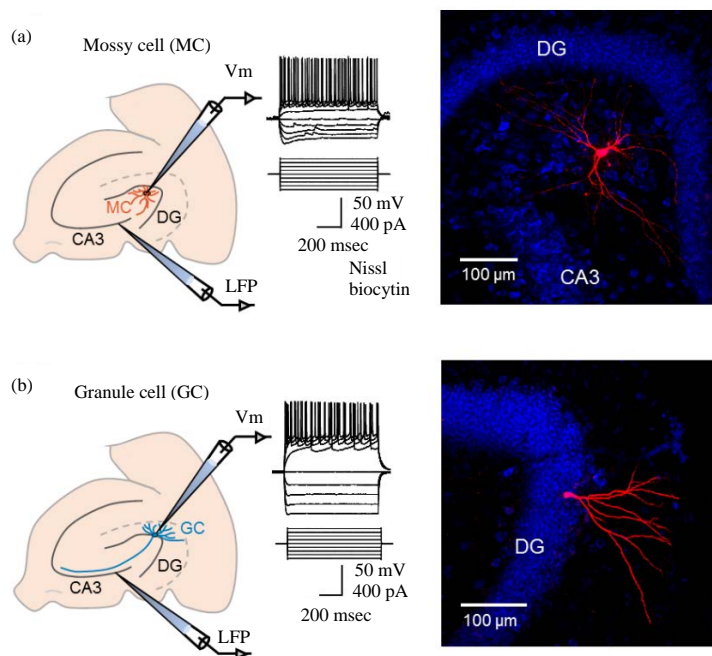 (a)
Mossy cell (MC)
Vm
MC
DG
CA3
LFP
50 mV
400 pA
200 msec
Nissl
biocytin
DG
100 µm
CA3
(b)
Granule cell (GC)
Vm
GC
DG
CA3
LFP
50 mV
400 pA
200 msec
DG
100 µm